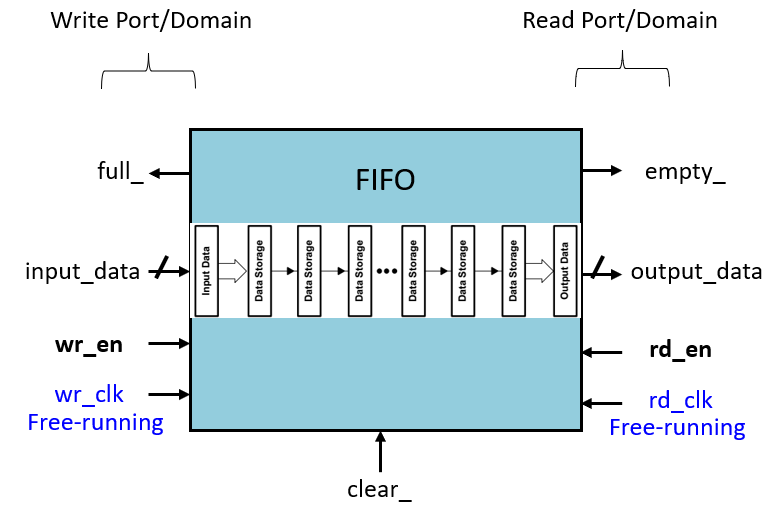 Write Port/Domain
Read Port/Domain
full_
FIFO
empty_
input_data
Input Data
Data Storage
Data Storage
Data Storage
Data Storage
Data Storage
Data Storage
Output Data
output_data
wr_en
rd_en
wr_clk
Free-running
rd_clk
Free-running
clear_